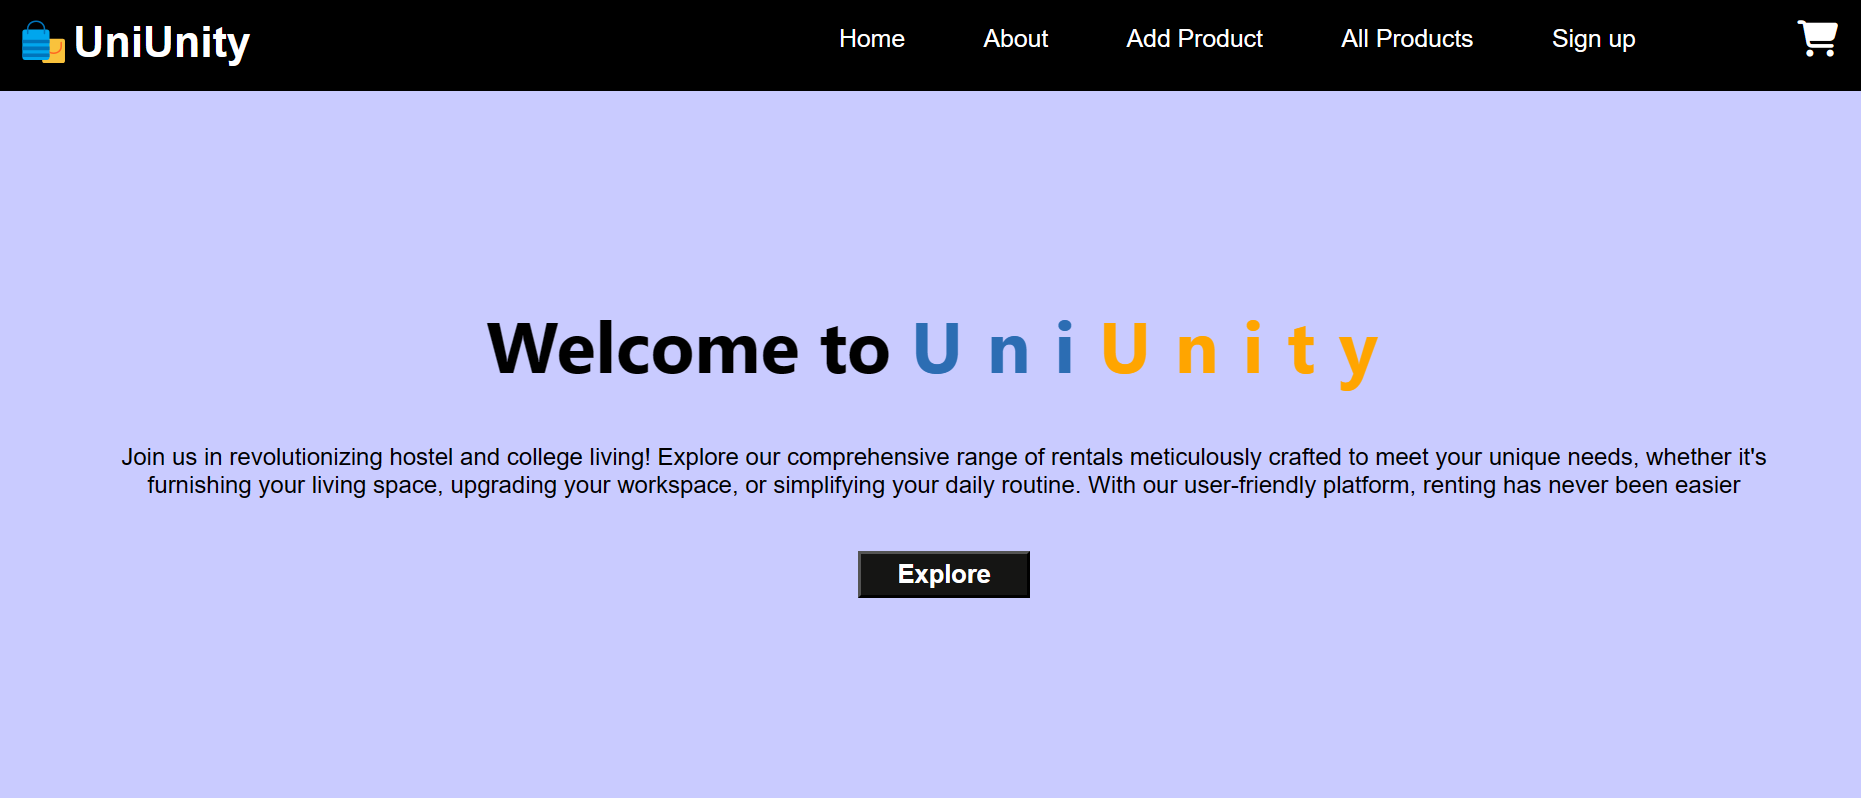 UniUnity
Home About Add Product All Products Sign up
Welcome to UniUnity
Join us in revolutionizing hostel and college living! Explore our comprehensive range of rentals meticulously crafted to meet your unique needs, whether it's
furnishing your living space, upgrading your workspace, or simplifying your daily routine. With our user-friendly platform, renting has never been easier
Explore